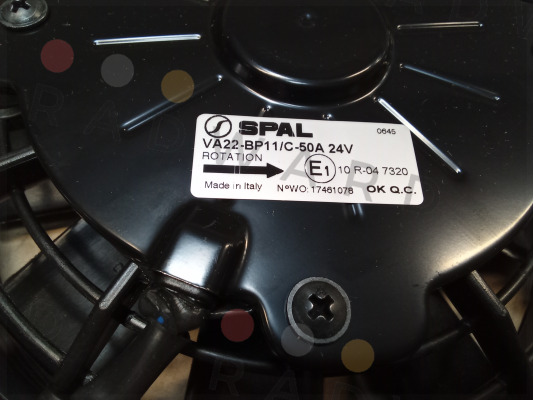 SPAL
0645
VA22-BP11/C-50A 24V
ROTATION
E1 10 R-04 7320
Made in Italy N°WO: 17461078 OK Q.C.